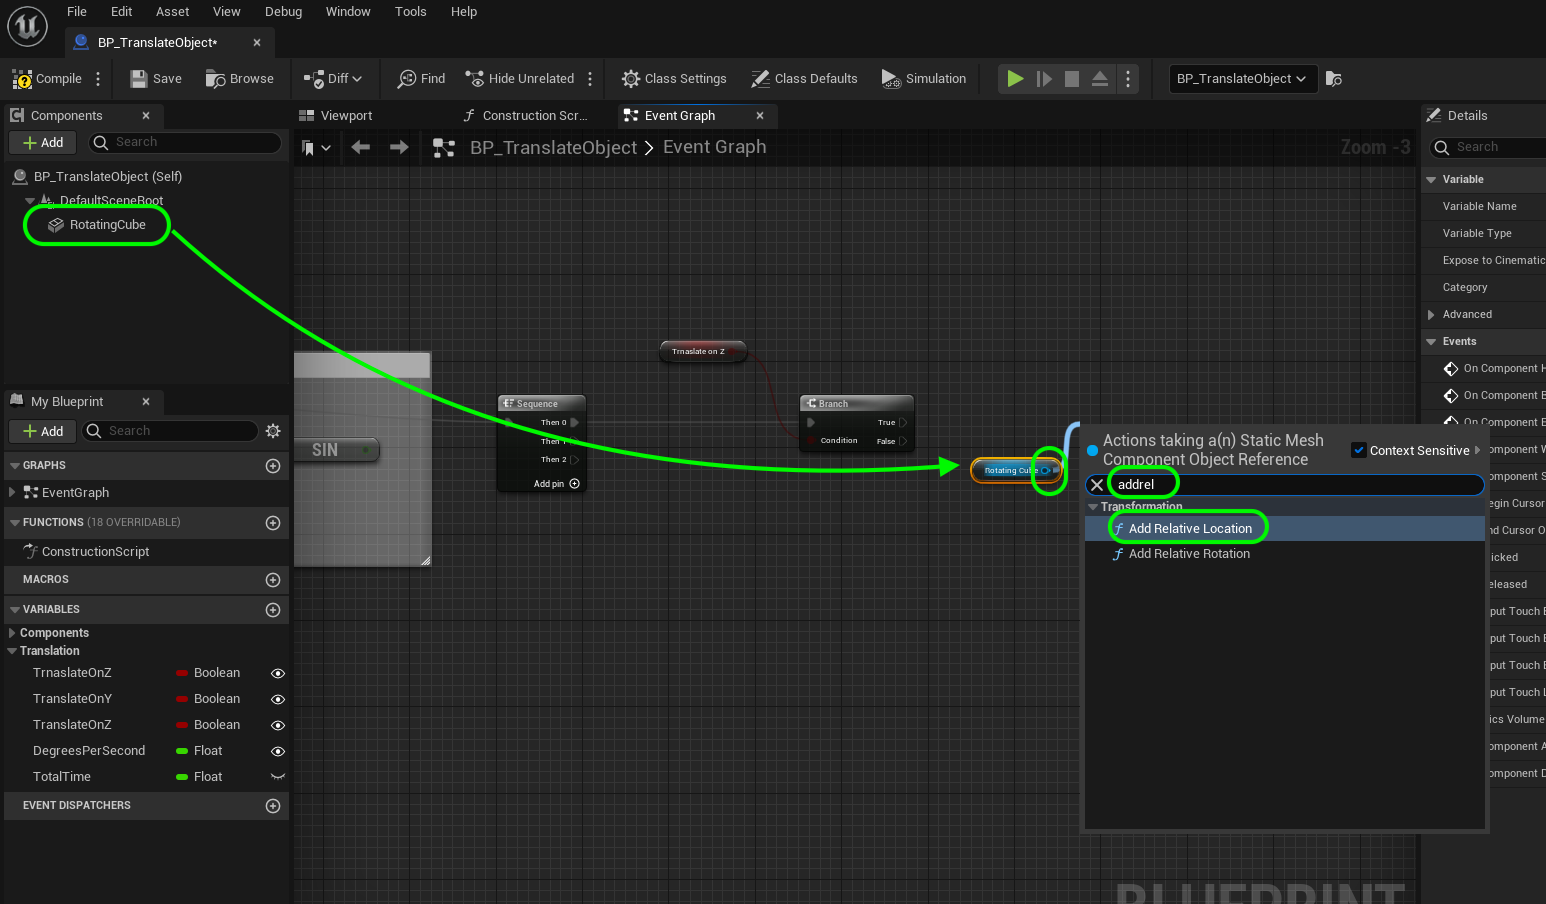 File Edit Asset View Debug Window Tools Help
BP_TranslateObject*
Compile Save Browse Diff Find Hide Unrelated Class Settings Class Defaults Simulation BP_TranslateObject
Components
Viewport Construction Scr... Event Graph
Details
Add Search
BP_TranslateObject Event Graph
Zoom -3
Search
BP_TranslateObject (Self)
DefaultSceneRoot
RotatingCube
Variable
Variable Name
Variable Type
Expose to Cinematic
Category
Advanced
Events
On Component H
On Component B
On Component E
Trnaslate on Z
Sequence
Then 0
Then 1
Then 2
Add pin
Branch
True
Condition False
SIN
Rotating Cube
Actions taking a(n) Static Mesh
Component Object Reference
Context Sensitive
addrel
Transformation
Add Relative Location
Add Relative Rotation
omponent W
omponent S
egin Cursor
nd Cursor O
icked
eleased
put Touch E
put Touch E
put Touch E
put Touch L
ics Volume
omponent A
omponent D
My Blueprint
Add Search
GRAPHS
EventGraph
FUNCTIONS (18 OVERRIDABLE)
ConstructionScript
MACROS
VARIABLES
Components
Translation
TrnaslateOnZ Boolean
TranslateOnY Boolean
TranslateOnZ Boolean
DegreesPerSecond Float
TotalTime Float
EVENT DISPATCHERS
BLUEPRINT